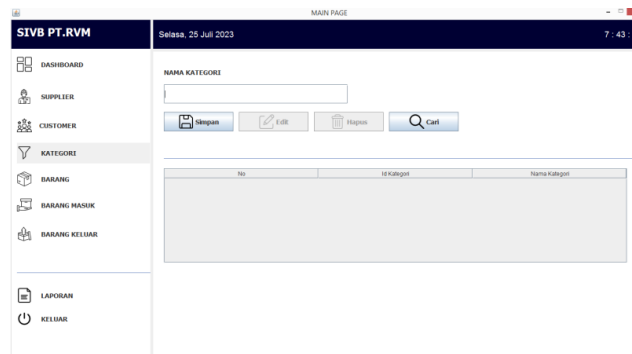 MAIN PAGE
SIVB PT.RVM
Selasa, 25 Juli 2023
7 : 43 :
DASHBOARD
SUPPLIER
CUSTOMER
KATEGORI
BARANG
BARANG MASUK
BARANG KELUAR
LAPORAN
KELUAR
NAMA KATEGORI
Simpan Edit Hapus Cari
No Id Kategori Nama Kategori